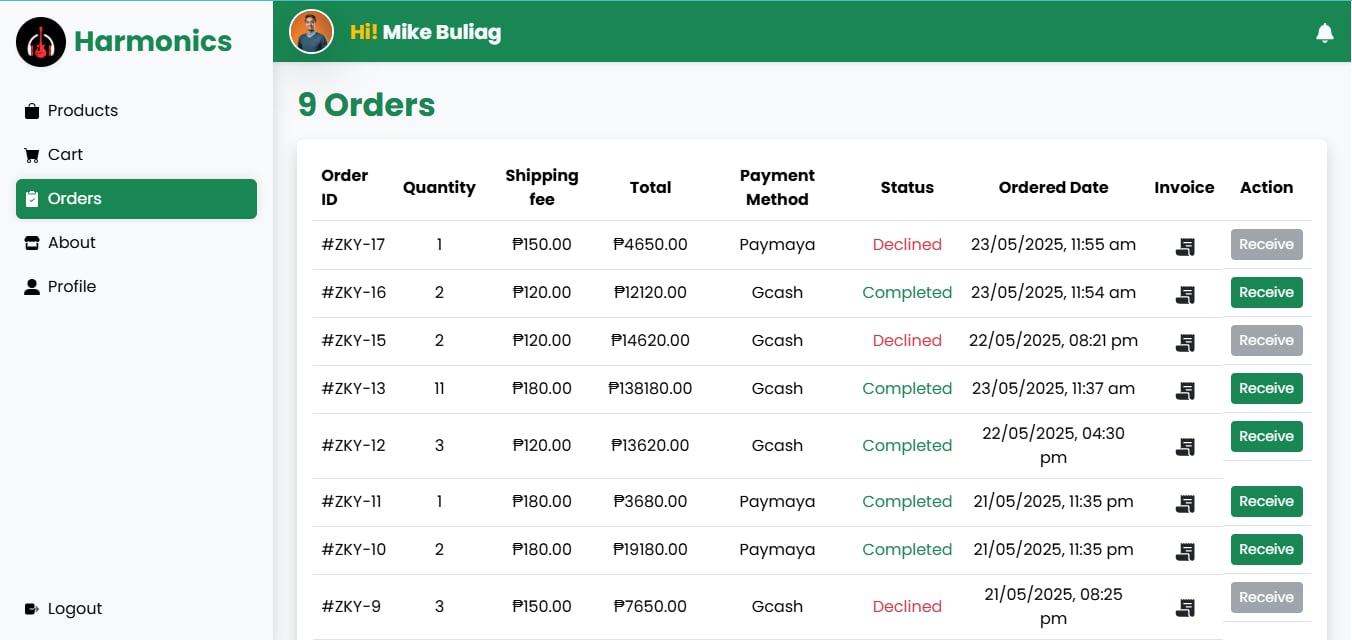 Harmonics
Hi! Mike Buliag
Products
Cart
Orders
About
Profile
Logout
9 Orders
Order ID Quantity Shipping fee Total Payment Method Status Ordered Date Invoice Action
#ZKY-17 1 ₱150.00 ₱4650.00 Paymaya Declined 23/05/2025, 11:55 am Receive
#ZKY-16 2 ₱120.00 ₱12120.00 Gcash Completed 23/05/2025, 11:54 am Receive
#ZKY-15 2 ₱120.00 ₱14620.00 Gcash Declined 22/05/2025, 08:21 pm Receive
#ZKY-13 11 ₱180.00 ₱138180.00 Gcash Completed 23/05/2025, 11:37 am Receive
#ZKY-12 3 ₱120.00 ₱13620.00 Gcash Completed 22/05/2025, 04:30 pm Receive
#ZKY-11 1 ₱180.00 ₱3680.00 Paymaya Completed 21/05/2025, 11:35 pm Receive
#ZKY-10 2 ₱180.00 ₱19180.00 Paymaya Completed 21/05/2025, 11:35 pm Receive
#ZKY-9 3 ₱150.00 ₱7650.00 Gcash Declined 21/05/2025, 08:25 pm Receive